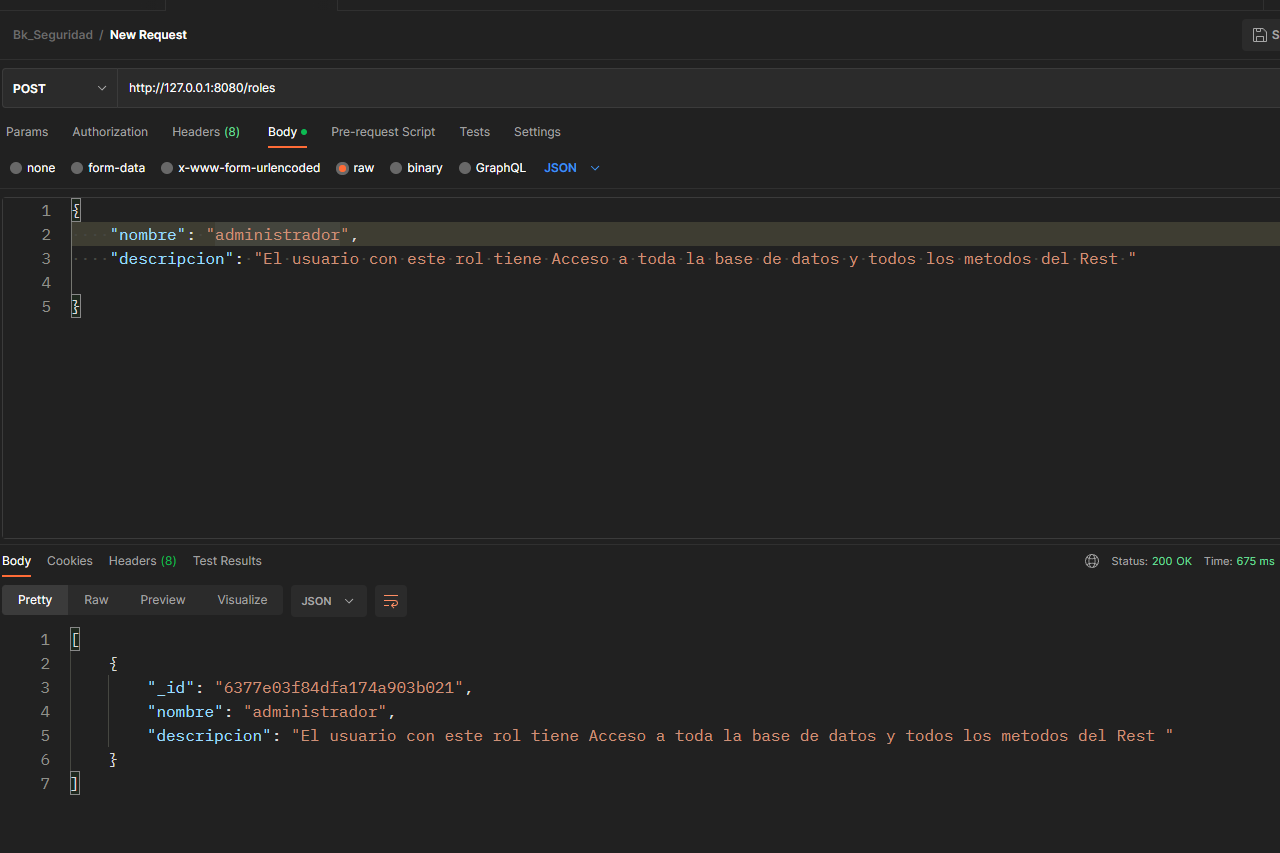 Bk_Seguridad / New Request
POST http://127.0.0.1:8080/roles
Params Authorization Headers (8) Body Pre-request Script Tests Settings
none form-data x-www-form-urlencoded raw binary GraphQL JSON
1 {
2 "nombre": "administrador",
3 "descripcion": "El usuario con este rol tiene Acceso a toda la base de datos y todos los metodos del Rest "
4
5 }
Body Cookies Headers (8) Test Results Status: 200 OK Time: 675 ms
Pretty Raw Preview Visualize JSON
1 [
2 {
3 "_id": "6377e03f84dfa174a903b021",
4 "nombre": "administrador",
5 "descripcion": "El usuario con este rol tiene Acceso a toda la base de datos y todos los metodos del Rest "
6 }
7 ]